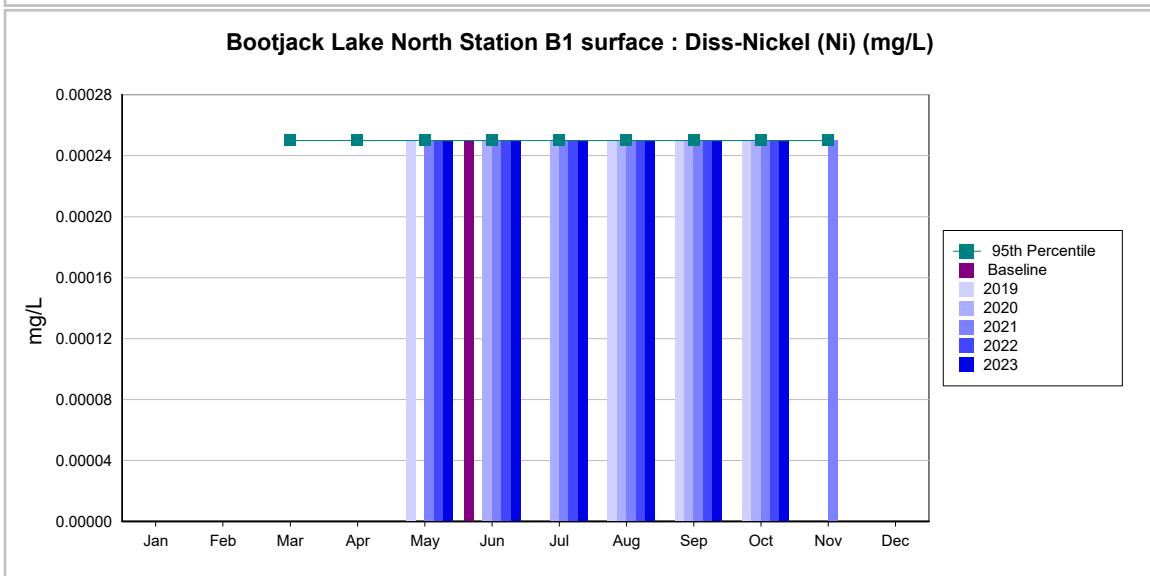 Bootjack Lake North Station B1 surface : Diss-Nickel (Ni) (mg/L)
0.00028
0.00024
0.00020
0.00016
0.00012
0.00008
0.00004
0.00000
mg/L
Jan Feb Mar Apr May Jun Jul Aug Sep Oct Nov Dec
95th Percentile
Baseline
2019
2020
2021
2022
2023